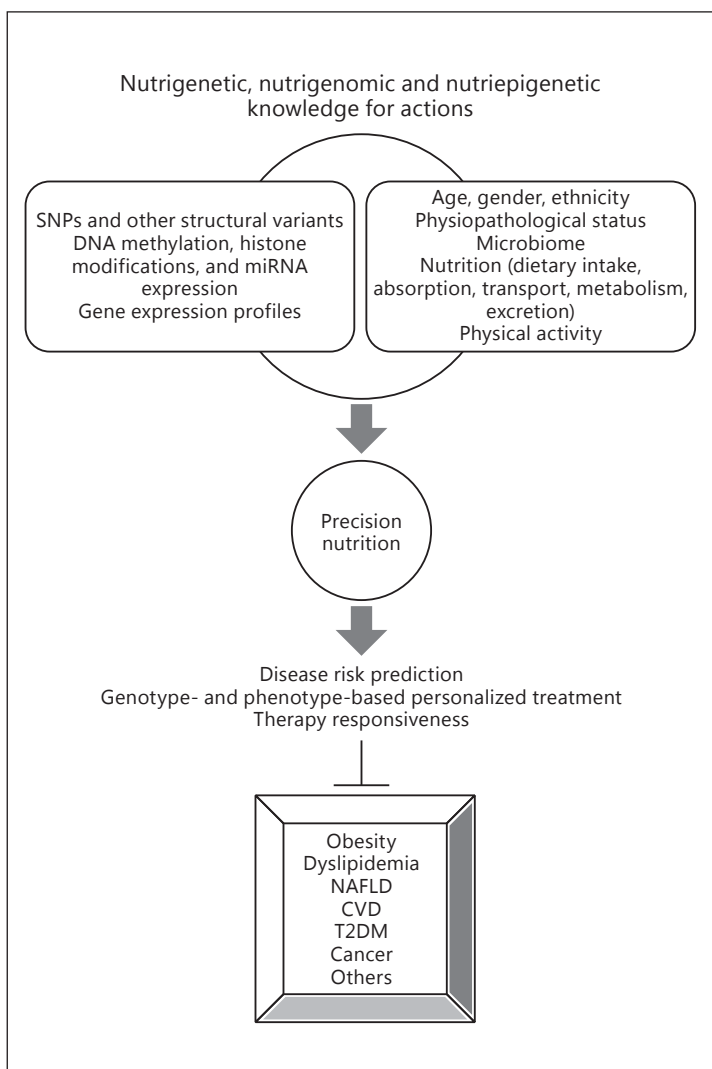 Nutrigenetic, nutrigenomic and nutriepigenetic
knowledge for actions
SNPs and other structural variants
DNA methylation, histone
modifications, and miRNA
expression
Gene expression profiles
Age, gender, ethnicity
Physiopathological status
Microbiome
Nutrition (dietary intake,
absorption, transport, metabolism,
excretion)
Physical activity
Precision
nutrition
Disease risk prediction
Genotype- and phenotype-based personalized treatment
Therapy responsiveness
Obesity
Dyslipidemia
NAFLD
CVD
T2DM
Cancer
Others